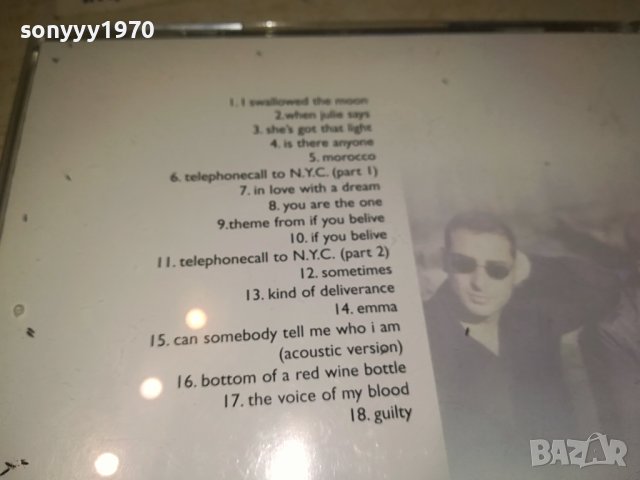 sonyyy1970
1. I swallowed the moon
2.when julie says
3. she's got that light
4. is there anyone
5. morocco
6. telephonecall to N.Y.C. (part 1)
7. in love with a dream
8. you are the one
9.theme from if you belive
10. if you belive
11. telephonecall to N.Y.C. (part 2)
12. sometimes
13. kind of deliverance
14. emma
15. can somebody tell me who i am
(acoustic version)
16. bottom of a red wine bottle
17. the voice of my blood
18. guilty
BAZAR